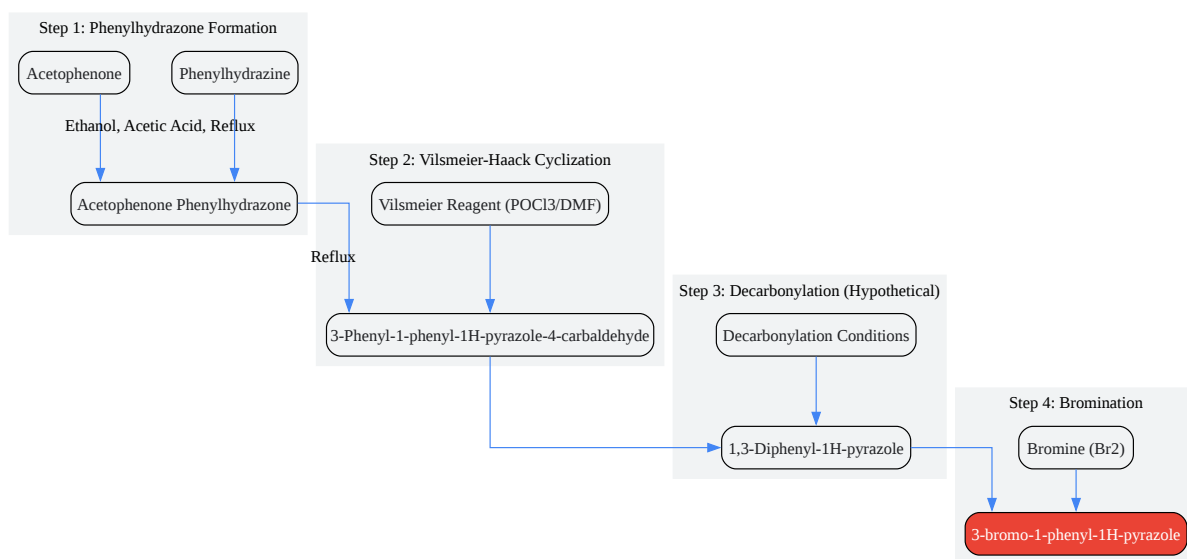 Step 1: Phenylhydrazone Formation
Acetophenone
Phenylhydrazine
Ethanol, Acetic Acid, Reflux
Acetophenone Phenylhydrazone
Step 2: Vilsmeier-Haack Cyclization
Vilsmeier Reagent (POCl3/DMF)
Reflux
3-Phenyl-1-phenyl-1H-pyrazole-4-carbaldehyde
Step 3: Decarbonylation (Hypothetical)
Decarbonylation Conditions
1,3-Diphenyl-1H-pyrazole
Step 4: Bromination
Bromine (Br2)
3-bromo-1-phenyl-1H-pyrazole